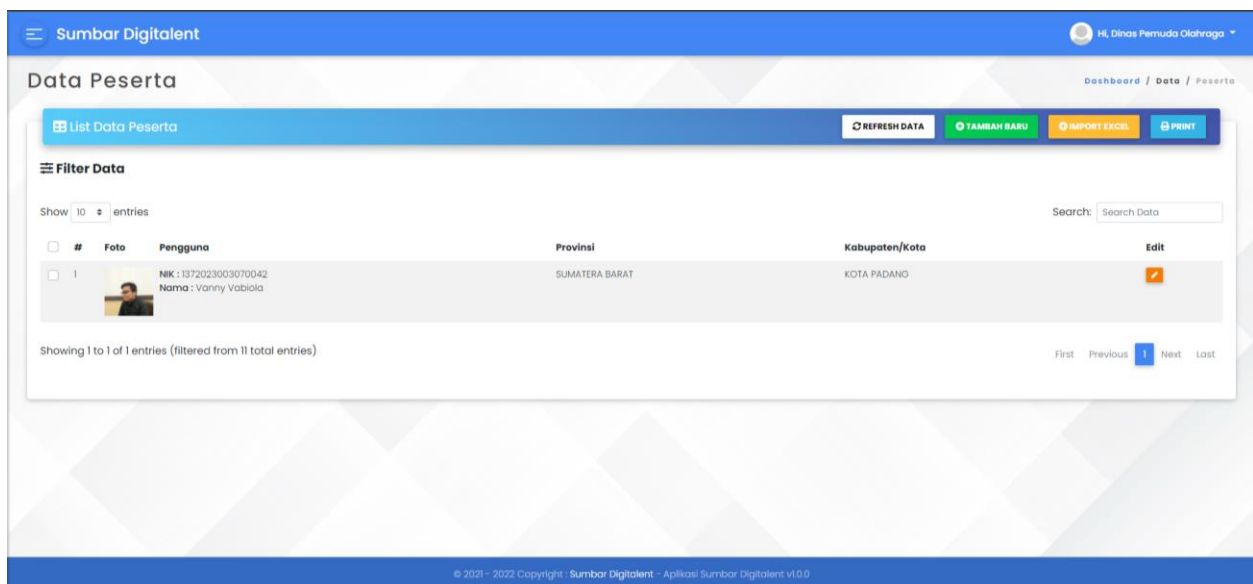 Sumbar Digitalent
Hi, Dinas Pemuda Olahraga
Data Peserta
Dashboard / Data / Peserta
List Data Peserta
REFRESH DATA
TAMBAH BARU
IMPORT EXCEL
PRINT
Filter Data
Show 10 entries
Search: Search Data
# Foto Pengguna Provinsi Kabupaten/Kota Edit
1 NIK : 1372023003070042 SUMATERA BARAT KOTA PADANG
Nama : Vanny Vabiola
Showing 1 to 1 of 1 entries (filtered from 11 total entries)
First Previous 1 Next Last
© 2021 - 2022 Copyright : Sumbar Digitalent - Aplikasi Sumbar Digitalent v1.0.0